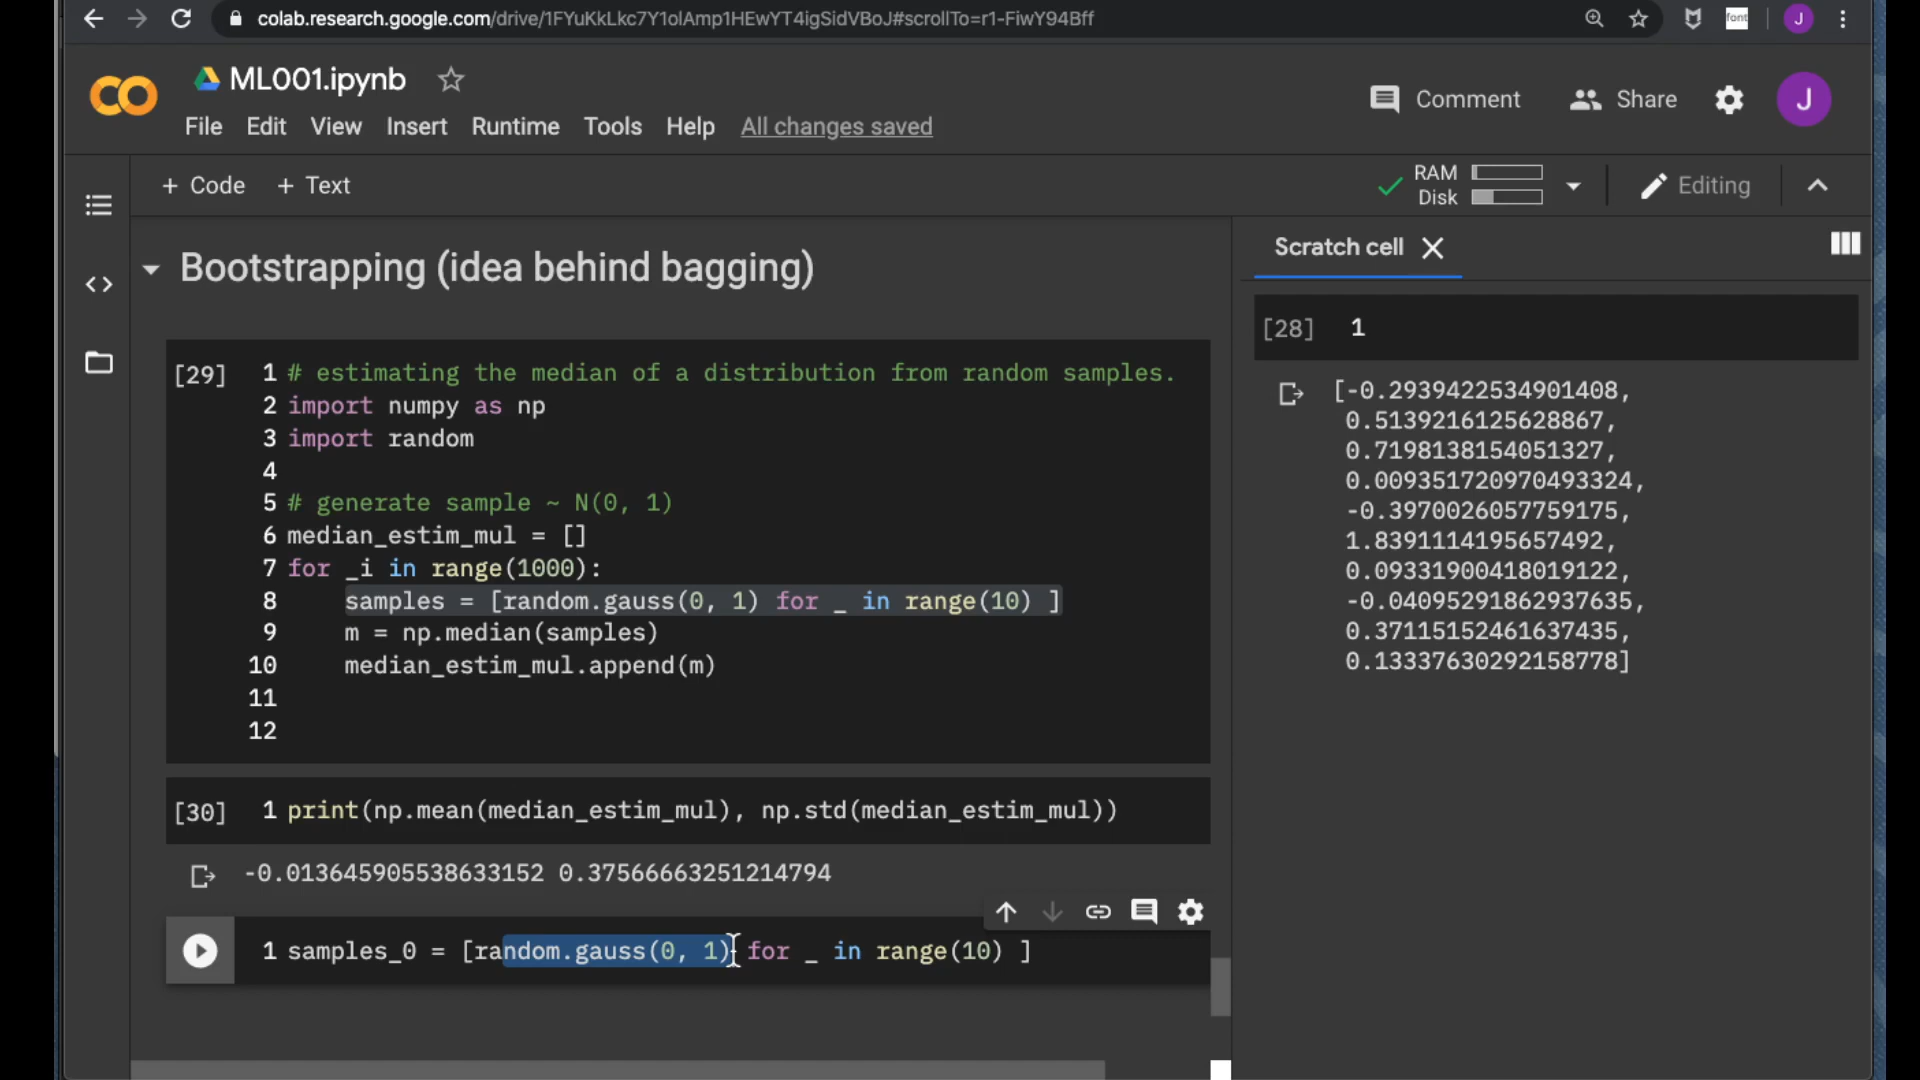 colab.research.google.com/drive/1FYuKkLkc7Y1olAmp1HEwYT4igSidVBoJ#scrollTo=r1-FiwY94Bff
font
J
ML001.ipynb
Comment
Share
J
File Edit View Insert Runtime Tools Help All changes saved
+ Code + Text
RAM
Disk
Editing
Bootstrapping (idea behind bagging)
[29]
1 # estimating the median of a distribution from random samples.
2 import numpy as np
3 import random
4
5 # generate sample ~ N(0, 1)
6 median_estim_mul = []
7 for _i in range(1000):
8 samples = [random.gauss(0, 1) for _ in range(10) ]
9 m = np.median(samples)
10 median_estim_mul.append(m)
11
12
[30] 1 print(np.mean(median_estim_mul), np.std(median_estim_mul))
-0.013645905538633152 0.37566663251214794
1 samples_0 = [random.gauss(0, 1) for _ in range(10) ]
Scratch cell
[28] 1
[-0.2939422534901408,
0.5139216125628867,
0.7198138154051327,
0.009351720970493324,
-0.3970026057759175,
1.8391114195657492,
0.09331900418019122,
-0.04095291862937635,
0.37115152461637435,
0.13337630292158778]